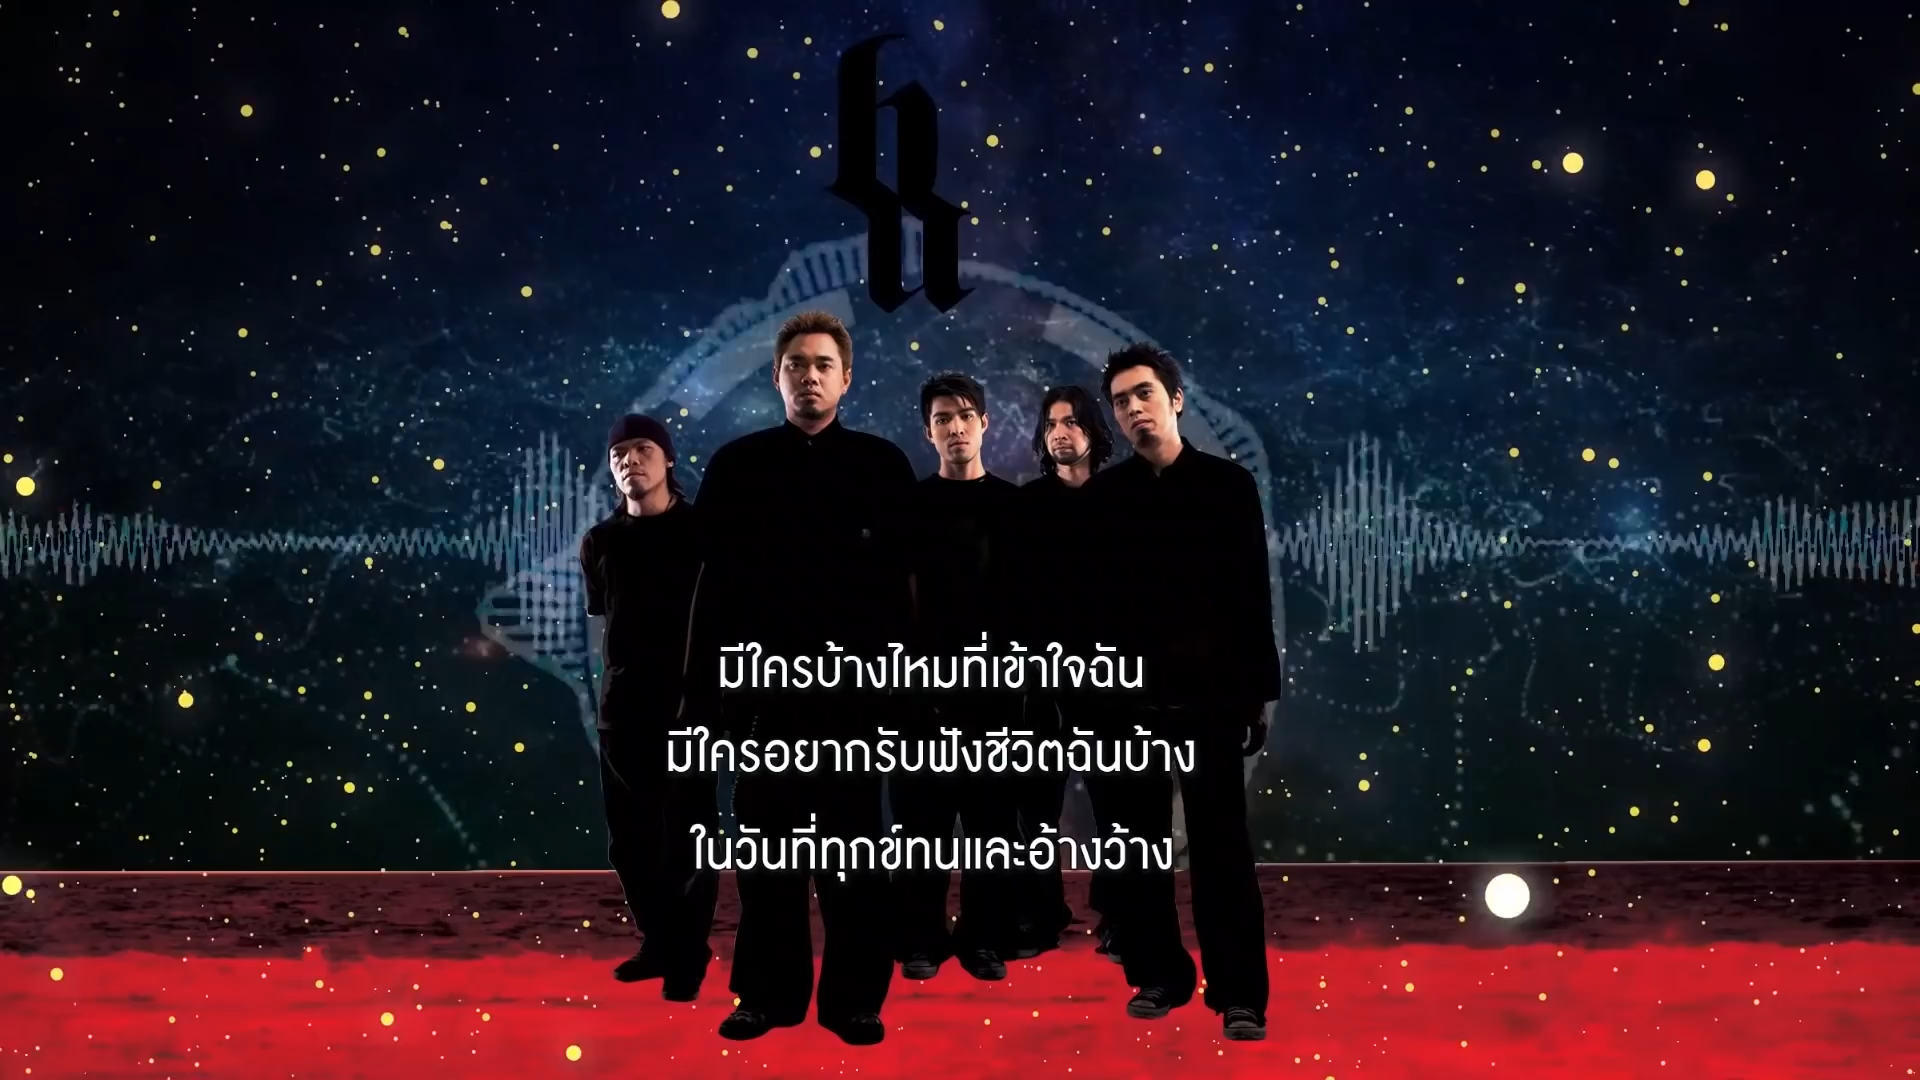 มีใครบ้างไหมที่เข้าใจฉัน
มีใครอยากรับฟังชีวิตฉันบ้าง
ในวันที่ทุกข์ทนและอ้างว้าง